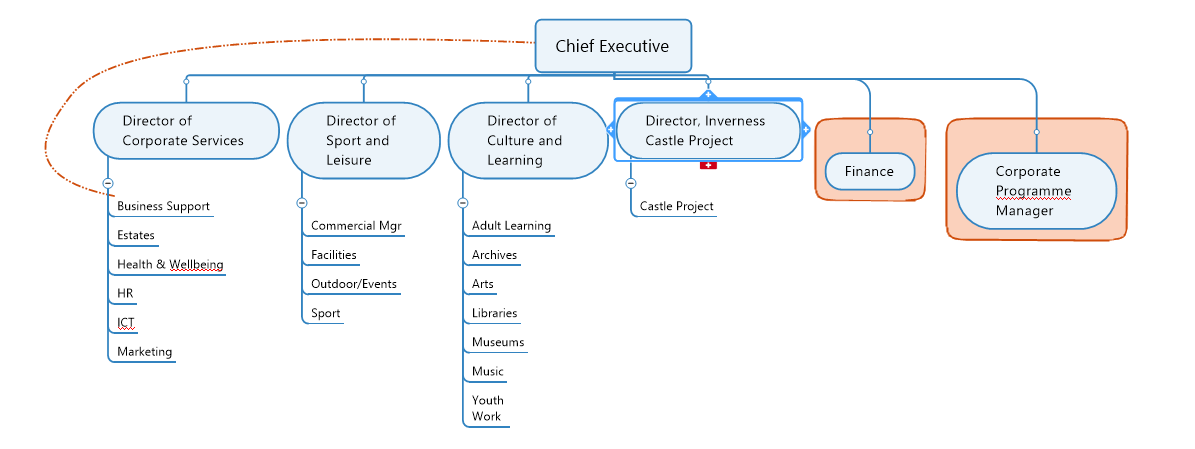 Chief Executive
Director of
Corporate Services
Director of
Sport and
Leisure
Director of
Culture and
Learning
Director, Inverness
Castle Project
Finance
Corporate
Programme
Manager
Business Support
Estates
Health & Wellbeing
HR
ICT
Marketing
Commercial Mgr
Facilities
Outdoor/Events
Sport
Adult Learning
Archives
Arts
Libraries
Museums
Music
Youth
Work
Castle Project